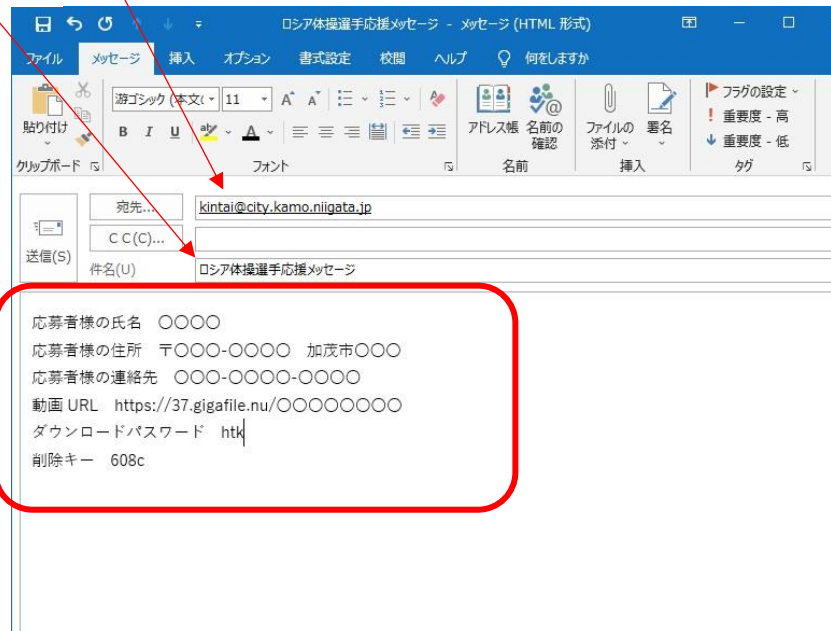 ロシア体操選手応援メッセージ - メッセージ (HTML 形式)
ファイル メッセージ 挿入 オプション 書式設定 校閲 ヘルプ 何をしますか
貼り付け
游ゴシック (本文( 11 A A
B I U ab A
アドレス帳 名前の確認
ファイルの添付 署名
フラグの設定
重要度 - 高
重要度 - 低
クリップボード フォント 名前 挿入 タグ
送信(S)
宛先... kintai@city.kamo.niigata.jp
C C(C)...
件名(U) ロシア体操選手応援メッセージ
応募者様の氏名 〇〇〇〇
応募者様の住所 〒〇〇〇-〇〇〇〇 加茂市〇〇〇
応募者様の連絡先 〇〇〇-〇〇〇〇-〇〇〇〇
動画 URL https://37.gigafile.nu/〇〇〇〇〇〇〇〇
ダウンロードパスワード htk
削除キー 608c